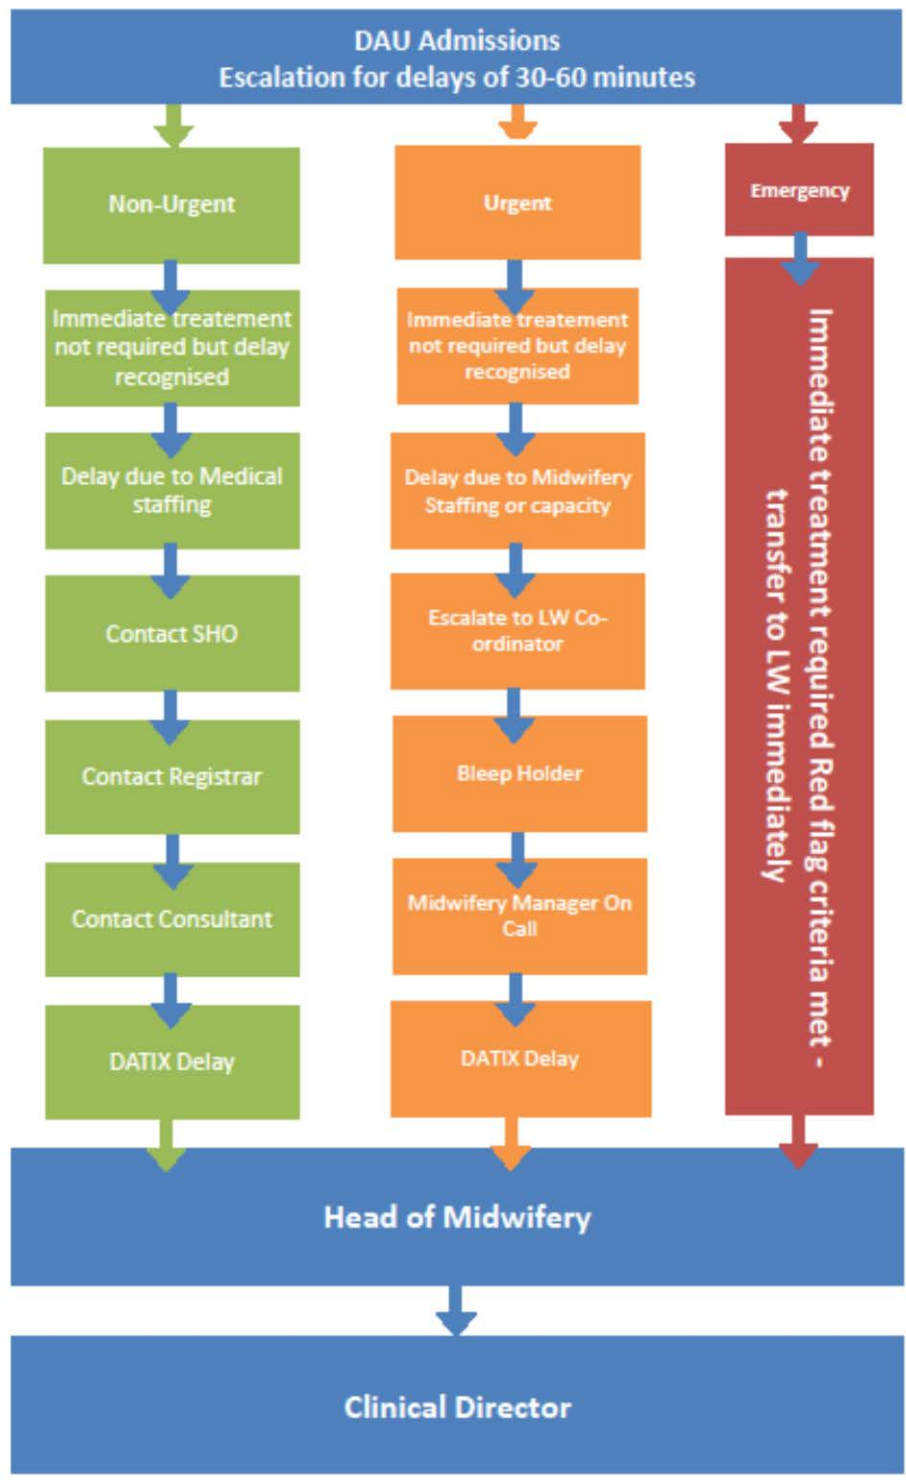 DAU Admissions
Escalation for delays of 30-60 minutes
Non-Urgent
Immediate treatement
not required but delay
recognised
Delay due to Medical
staffing
Contact SHO
Contact Registrar
Contact Consultant
DATIX Delay
Urgent
Immediate treatement
not required but delay
recognised
Delay due to Midwifery
Staffing or capacity
Escalate to LW Co-
ordinator
Bleep Holder
Midwifery Manager On
Call
DATIX Delay
Emergency
Immediate treatment required Red flag criteria met -
transfer to LW immediately
Head of Midwifery
Clinical Director